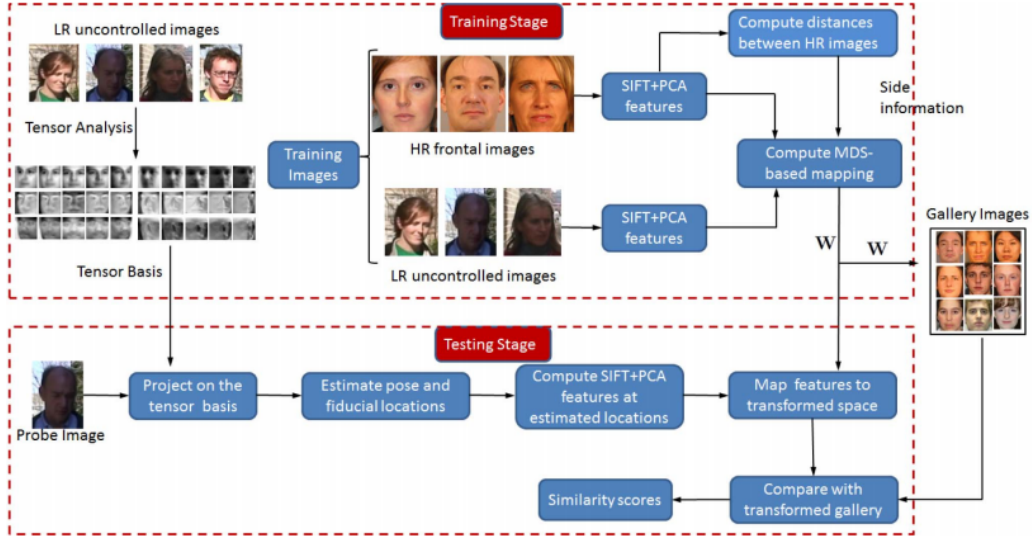 Training Stage
LR uncontrolled images
Tensor Analysis
Tensor Basis
Training
Images
HR frontal images
LR uncontrolled images
SIFT+PCA
features
SIFT+PCA
features
Compute distances
between HR images
Side
information
Compute MDS-
based mapping
W
W
Gallery Images
Testing Stage
Probe Image
Project on the
tensor basis
Estimate pose and
fiducial locations
Compute SIFT+PCA
features at
estimated locations
Map features to
transformed space
Similarity scores
Compare with
transformed gallery